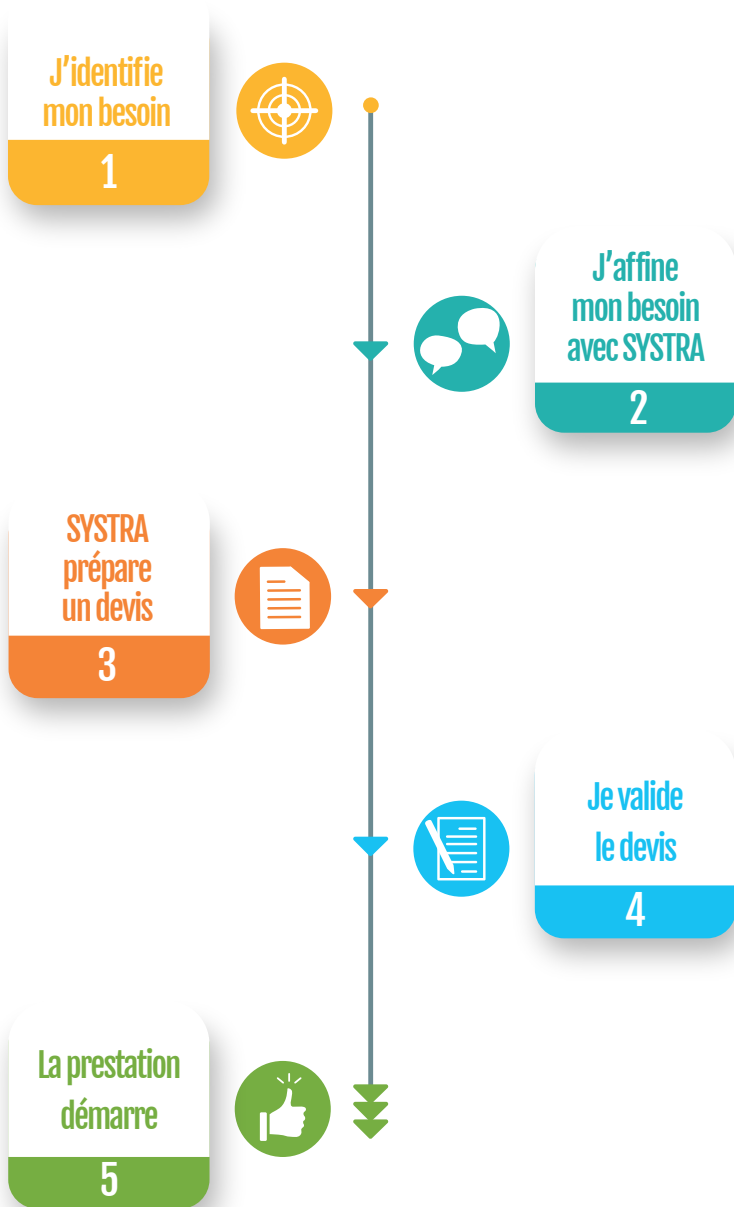 J'identifie
mon besoin
1
J'affine
mon besoin
avec SYSTRA
2
SYSTRA
prépare
un devis
3
Je valide
le devis
4
La prestation
démarre
5